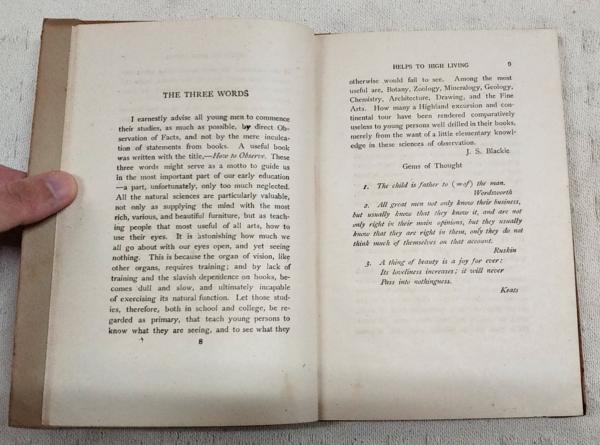 THE THREE WORDS
I earnestly advise all young men to commence
their studies, as much as possible, by direct Ob-
servation of Facts, and not by the mere inculca-
tion of statements from books. A useful book
was written with the title,—How to Observe. These
three words might serve as a motto to guide us
in the most important part of our early education
—a part, unfortunately, only too much neglected.
All the natural sciences are particularly valuable,
not only as supplying the mind with the most
rich, various, and beautiful furniture, but as teach-
ing people that most useful of all arts, how to
use their eyes. It is astonishing how much we
all go about with our eyes open, and yet seeing
nothing. This is because the organ of vision, like
other organs, requires training; and by lack of
training and the slavish dependence on books, be-
comes dull and slow, and ultimately incapable
of exercising its natural function. Let those stud-
ies, therefore, both in school and college, be re-
garded as primary, that teach young persons to
know what they are seeing, and to see what they
8
HELPS TO HIGH LIVING 9
otherwise would fail to see. Among the most
useful are, Botany, Zoology, Mineralogy, Geology,
Chemistry, Architecture, Drawing, and the Fine
Arts. How many a Highland excursion and con-
tinental tour have been rendered comparatively
useless to young persons well drilled in their books,
merely from the want of a little elementary knowl-
edge in these sciences of observation.
J. S. Blackie
Gems of Thought
1. The child is father to (=of) the man.
Wordsworth
2. All great men not only know their business,
but usually know that they know it, and are not
only right in their main opinions, but they usually
know that they are right in them, only they do not
think much of themselves on that account.
Ruskin
3. A thing of beauty is a joy for ever:
Its loveliness increases; it will never
Pass into nothingness.
Keats